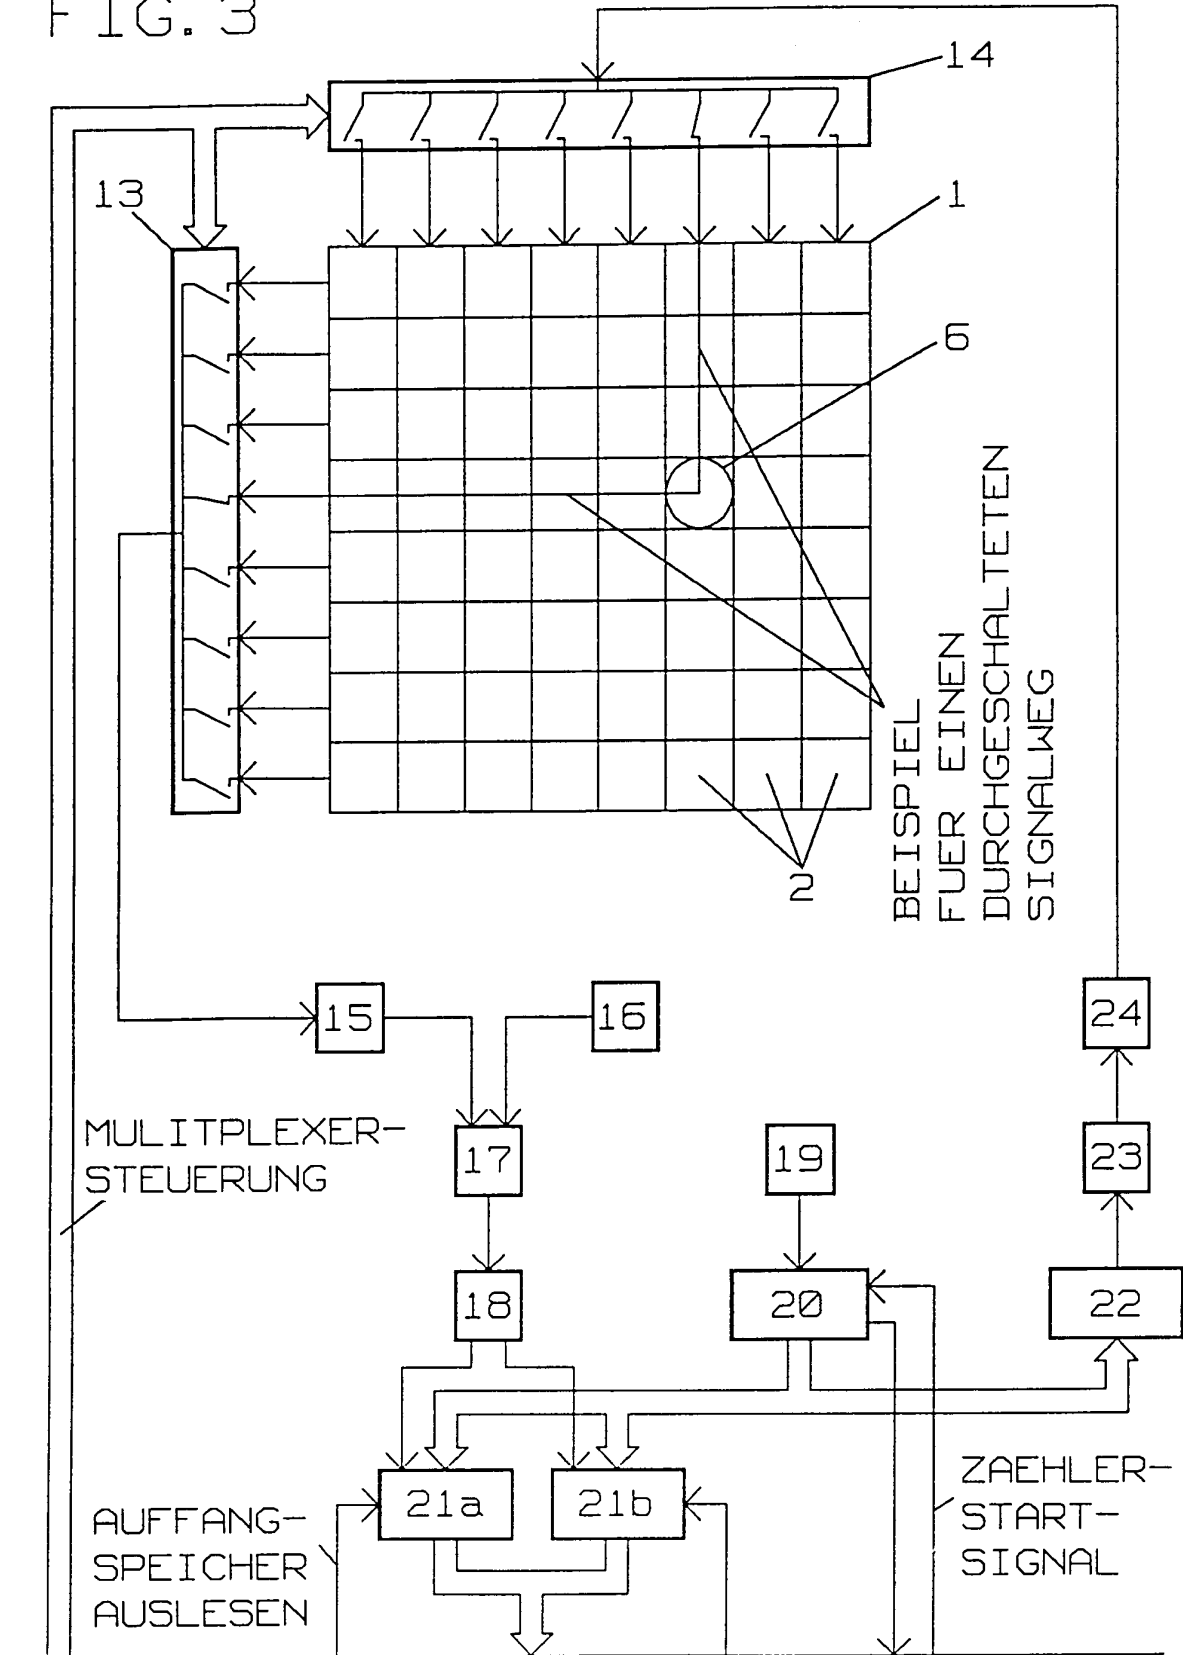 FIG. 3
14
13
1
6
BEISPIEL
FUER EINEN
DURCHGESCHALTETEN
SIGNALWEG
2
15
16
24
MULITPLEXER-
STEUERUNG
17
19
23
18
20
22
21a
21b
AUFFANG-
SPEICHER
AUSLESEN
ZAEHLER-
START-
SIGNAL